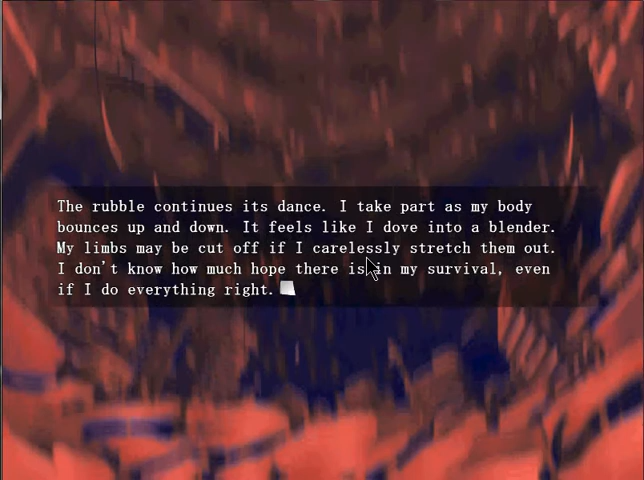 The rubble continues its dance. I take part as my body
bounces up and down. It feels like I dove into a blender.
My limbs may be cut off if I carelessly stretch them out.
I don't know how much hope there is in my survival, even
if I do everything right.